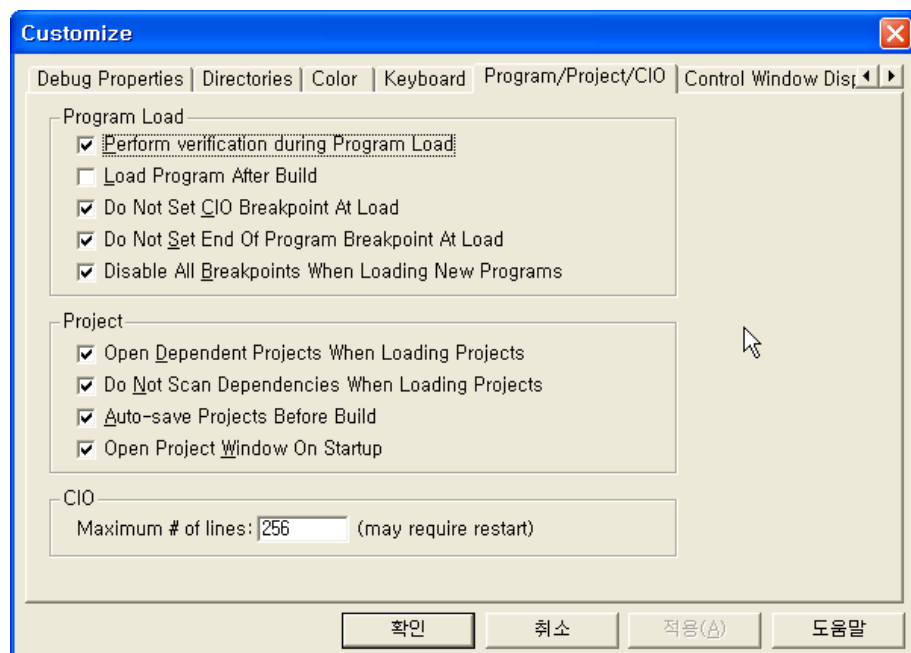 Customize
Debug Properties Directories Color Keyboard Program/Project/CIO Control Window Disp
Program Load
Perform verification during Program Load
Load Program After Build
Do Not Set CIO Breakpoint At Load
Do Not Set End Of Program Breakpoint At Load
Disable All Breakpoints When Loading New Programs
Project
Open Dependent Projects When Loading Projects
Do Not Scan Dependencies When Loading Projects
Auto-save Projects Before Build
Open Project Window On Startup
CIO
Maximum # of lines: 256 (may require restart)
확인 취소 적용(A) 도움말